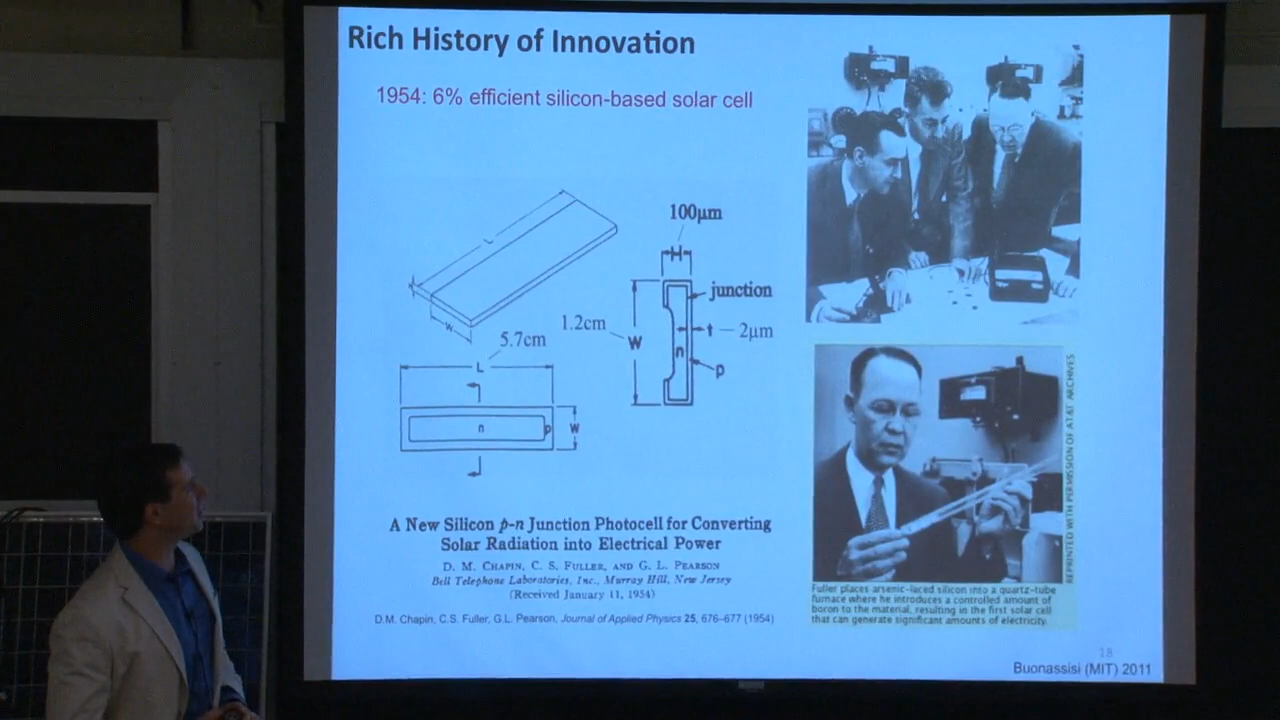 Rich History of Innovation
1954: 6% efficient silicon-based solar cell
100µm
H
junction
L
W
5.7cm
1.2cm
W
t – 2µm
n
p
L
n
p
W
A New Silicon p-n Junction Photocell for Converting
Solar Radiation into Electrical Power
D. M. CHAPIN, C. S. FULLER, AND G. L. PEARSON
Bell Telephone Laboratories, Inc., Murray Hill, New Jersey
(Received January 11, 1954)
D.M. Chapin, C.S. Fuller, G.L. Pearson, Journal of Applied Physics 25, 676–677 (1954)
REPRINTED WITH PERMISSION OF AT&T ARCHIVES
Fuller places arsenic-laced silicon into a quartz-tube
furnace where he introduces a controlled amount of
boron to the material, resulting in the first solar cell
that can generate significant amounts of electricity.
18
Buonassisi (MIT) 2011